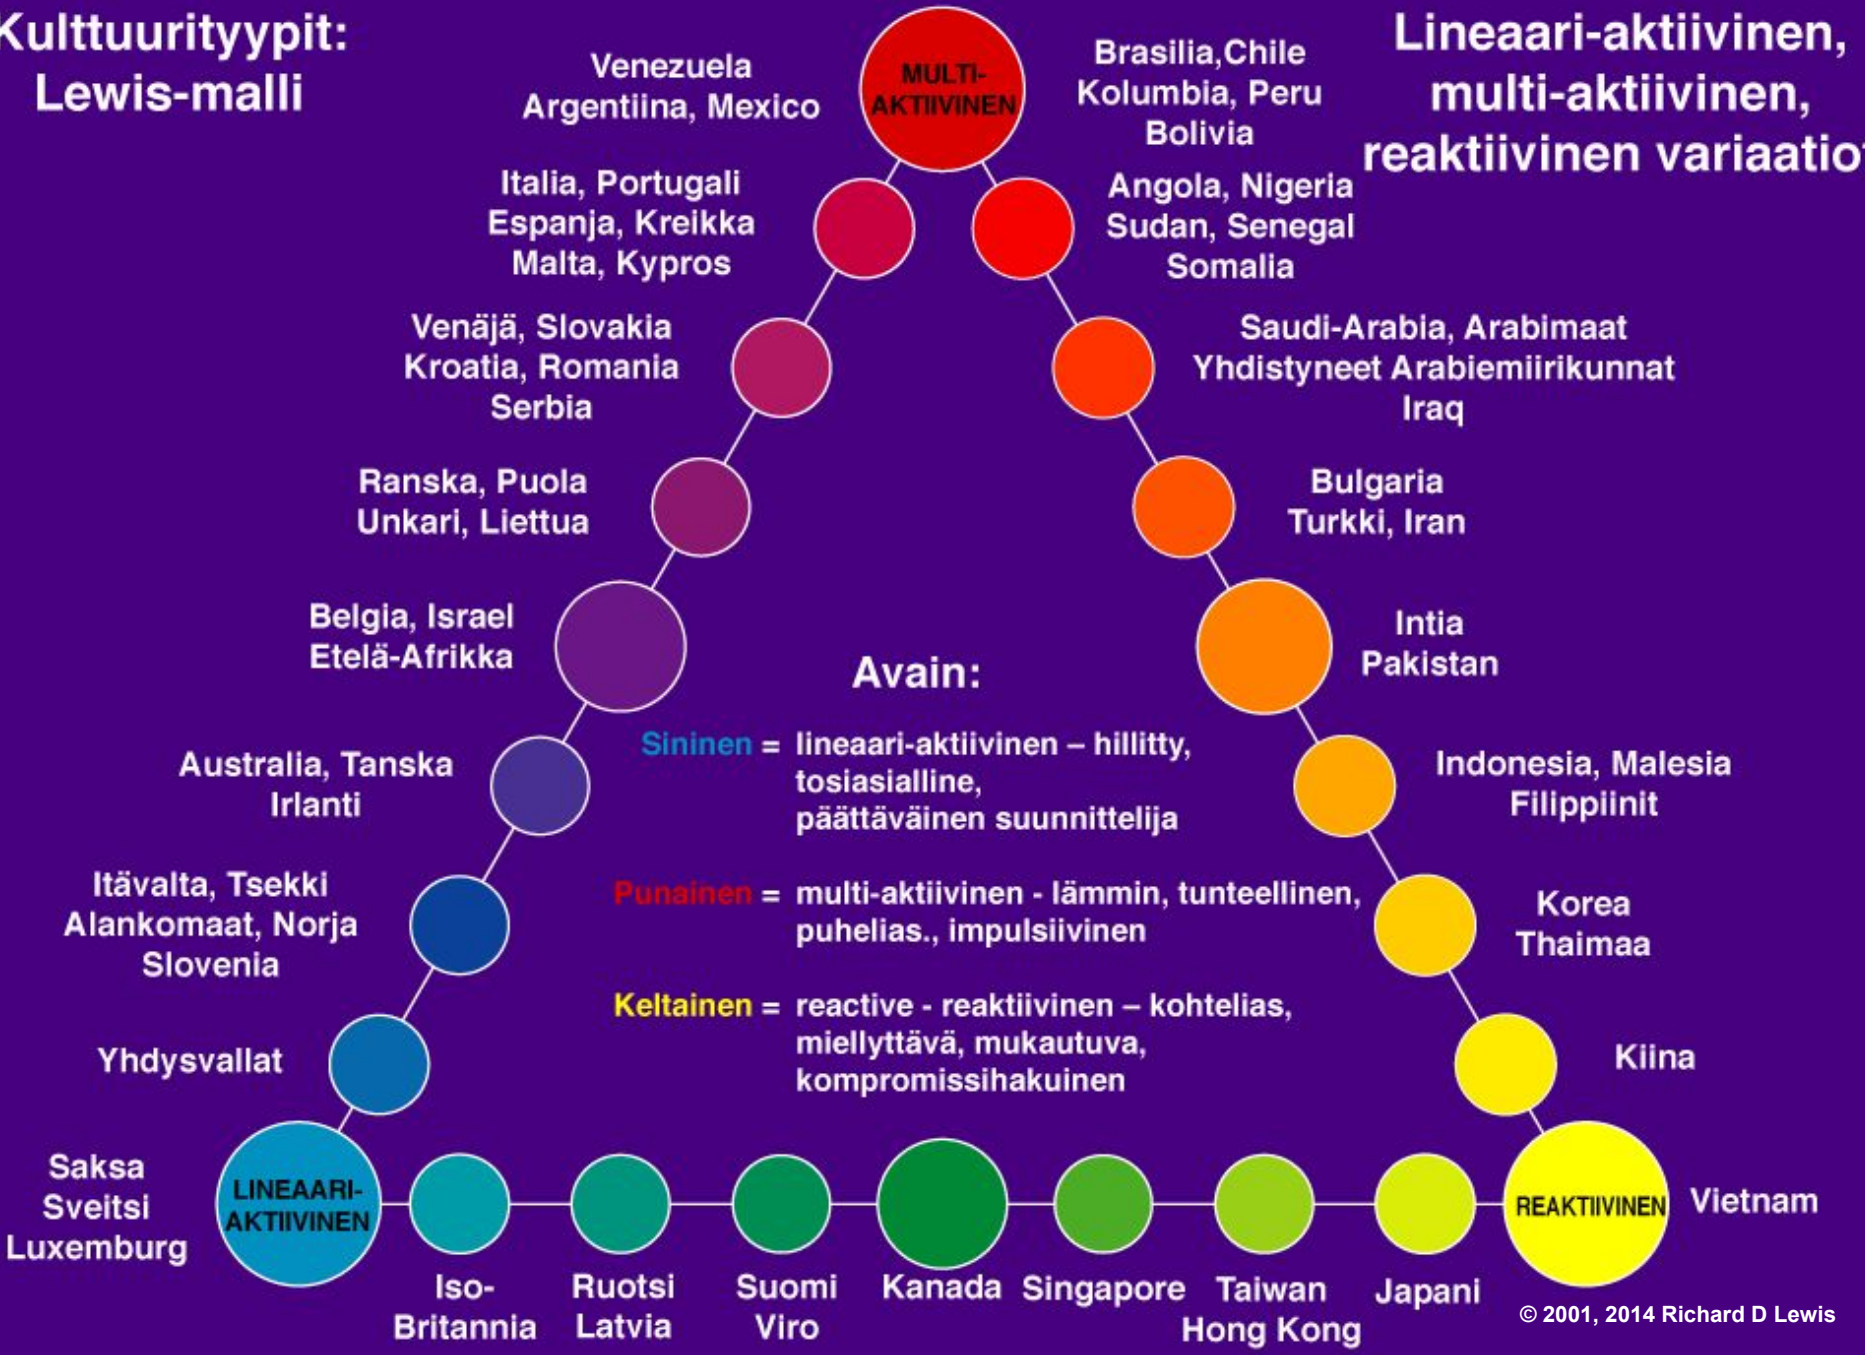 Kulttuurityypit:
Lewis-malli
Lineaari-aktiivinen,
multi-aktiivinen,
reaktiivinen variaatiot
MULTI-
AKTIIVINEN
Venezuela
Argentiina, Mexico
Brasilia,Chile
Kolumbia, Peru
Bolivia
Italia, Portugali
Espanja, Kreikka
Malta, Kypros
Angola, Nigeria
Sudan, Senegal
Somalia
Venäjä, Slovakia
Kroatia, Romania
Serbia
Saudi-Arabia, Arabimaat
Yhdistyneet Arabiemiirikunnat
Iraq
Ranska, Puola
Unkari, Liettua
Bulgaria
Turkki, Iran
Belgia, Israel
Etelä-Afrikka
Intia
Pakistan
Avain:
Sininen = lineaari-aktiivinen – hillitty,
tosiasialline,
päättäväinen suunnittelija
Punainen = multi-aktiivinen - lämmin, tunteellinen,
puhelias., impulsiivinen
Keltainen = reactive - reaktiivinen – kohtelias,
miellyttävä, mukautuva,
kompromissihakuinen
Australia, Tanska
Irlanti
Indonesia, Malesia
Filippiinit
Itävalta, Tsekki
Alankomaat, Norja
Slovenia
Korea
Thaimaa
Yhdysvallat
Kiina
Saksa
Sveitsi
Luxemburg
LINEAARI-
AKTIIVINEN
REAKTIIVINEN
Vietnam
Iso-
Britannia
Ruotsi
Latvia
Suomi
Viro
Kanada
Singapore
Taiwan
Hong Kong
Japani
© 2001, 2014 Richard D Lewis